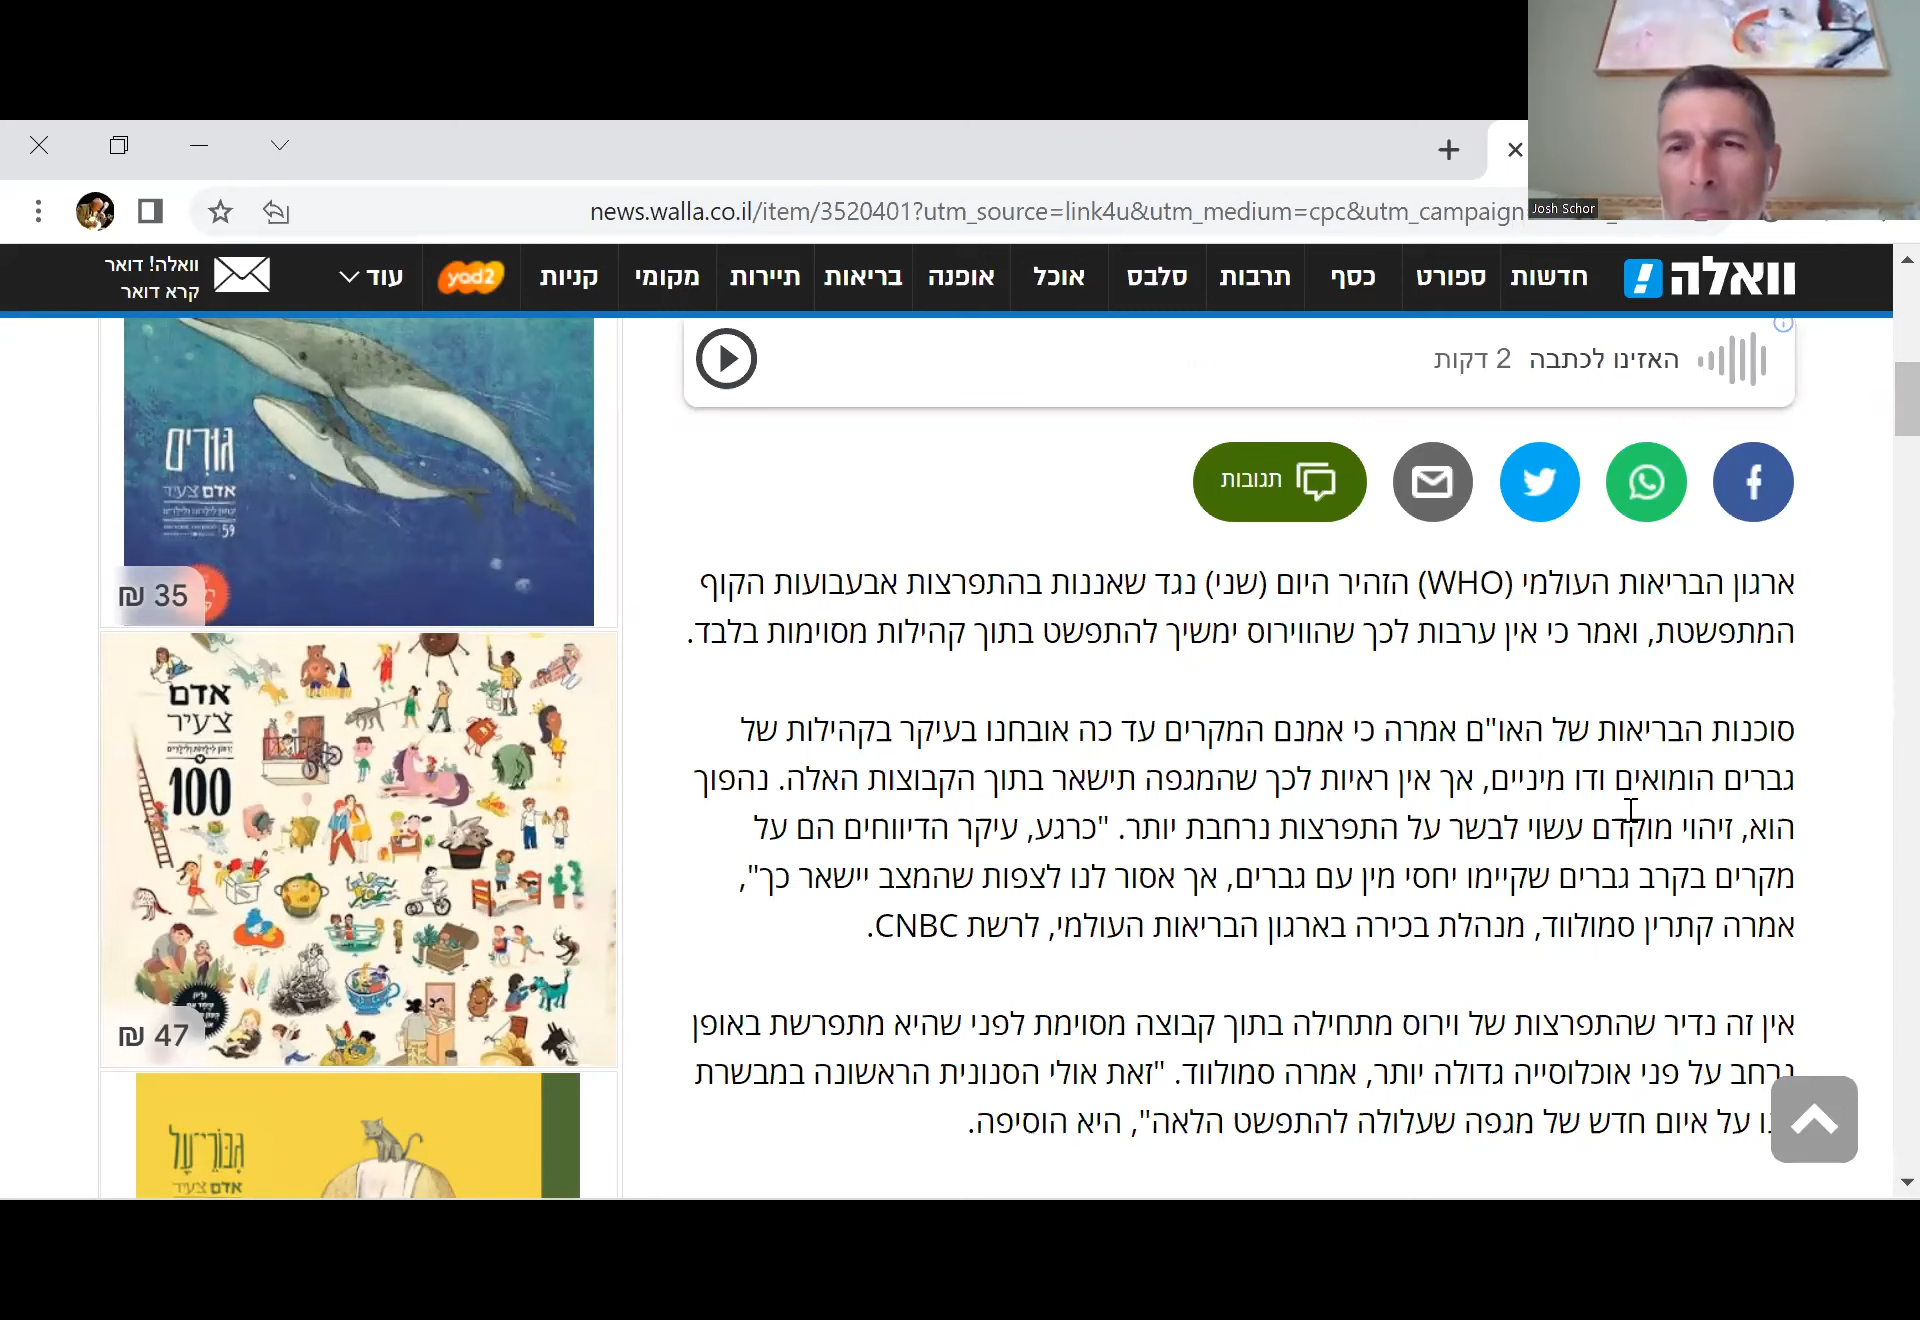 Josh Schor
news.walla.co.il/item/3520401?utm_source=link4u&utm_medium=cpc&utm_campaign
וואלה!
חדשות ספורט כסף תרבות סלבס אוכל אופנה בריאות תיירות מקומי קניות yad2 עוד
וואלה! דואר
קרא דואר
האזינו לכתבה 2 דקות
תגובות
ארגון הבריאות העולמי (WHO) הזהיר היום (שני) נגד שאננות בהתפרצות אבעבועות הקוף
המתפשטת, ואמר כי אין ערבות לכך שהווירוס ימשיך להתפשט בתוך קהילות מסוימות בלבד.
סוכנות הבריאות של האו"ם אמרה כי אמנם המקרים עד כה אובחנו בעיקר בקהילות של
גברים הומואים ודו מיניים, אך אין ראיות לכך שהמגפה תישאר בתוך הקבוצות האלה. נהפוך
הוא, זיהוי מוקדם עשוי לבשר על התפרצות נרחבת יותר. "כרגע, עיקר הדיווחים הם על
מקרים בקרב גברים שקיימו יחסי מין עם גברים, אך אסור לנו לצפות שהמצב יישאר כך",
אמרה קתרין סמולווד, מנהלת בכירה בארגון הבריאות העולמי, לרשת CNBC.
אין זה נדיר שהתפרצות של וירוס מתחילה בתוך קבוצה מסוימת לפני שהיא מתפרשת באופן
נרחב על פני אוכלוסייה גדולה יותר, אמרה סמולווד. "זאת אולי הסנונית הראשונה במבשרת
על איום חדש של מגפה שעלולה להתפשט הלאה", היא הוסיפה.
גורים
אדם צעיר
59
35 ₪
אדם
צעיר
100
47 ₪
גיבורי־על
אדם צעיר